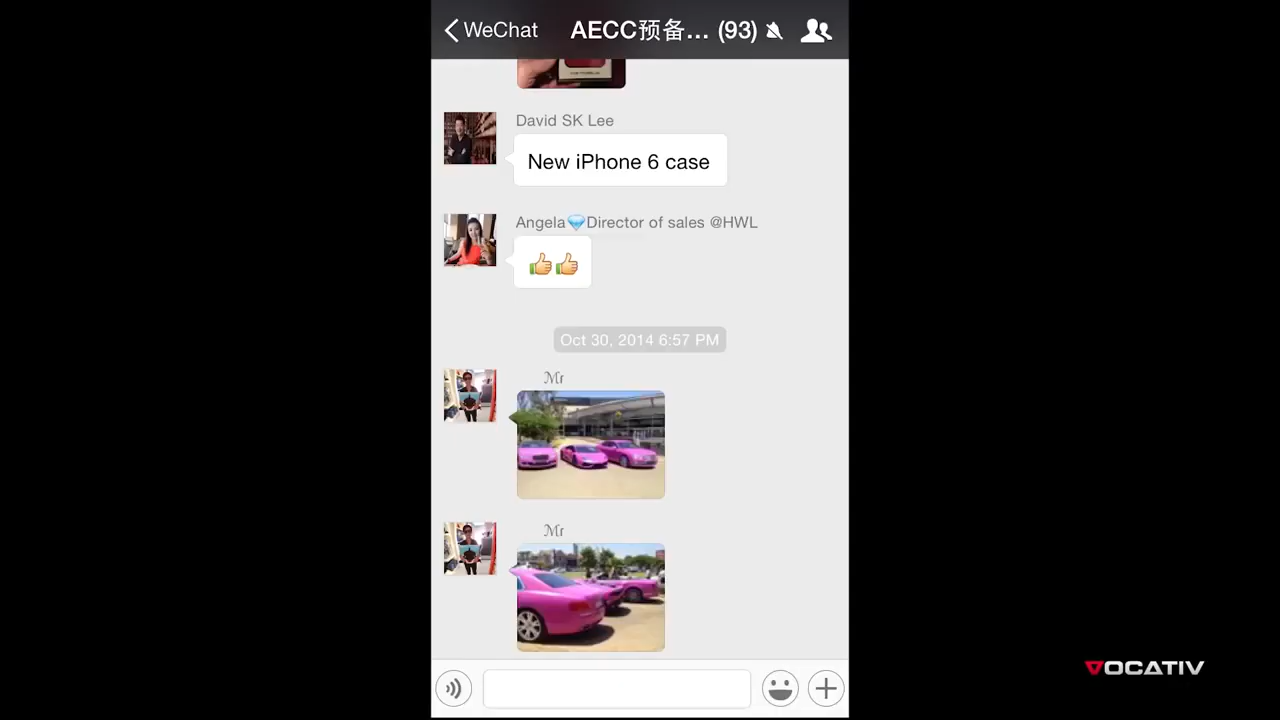 WeChat
AECC预备... (93)
David SK Lee
New iPhone 6 case
Angela💎Director of sales @HWL
👍👍
Oct 30, 2014 6:57 PM
Mr
Mr
VOCATIV